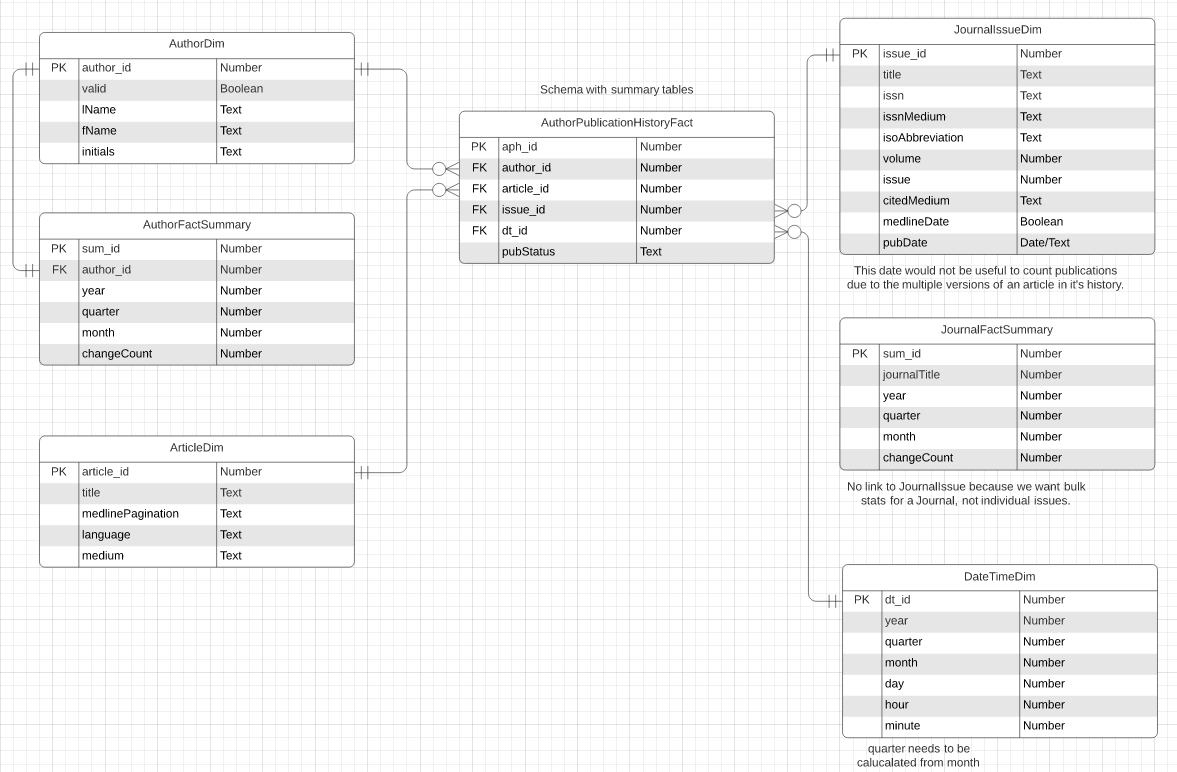 AuthorDim
PK author_id Number
valid Boolean
lName Text
fName Text
initials Text
AuthorFactSummary
PK sum_id Number
FK author_id Number
year Number
quarter Number
month Number
changeCount Number
ArticleDim
PK article_id Number
title Text
medlinePagination Text
language Text
medium Text
Schema with summary tables
AuthorPublicationHistoryFact
PK aph_id Number
FK author_id Number
FK article_id Number
FK issue_id Number
FK dt_id Number
pubStatus Text
JournalIssueDim
PK issue_id Number
title Text
issn Text
issnMedium Text
isoAbbreviation Text
volume Number
issue Number
citedMedium Text
medlineDate Boolean
pubDate Date/Text
This date would not be useful to count publications
due to the multiple versions of an article in it's history.
JournalFactSummary
PK sum_id Number
journalTitle Number
year Number
quarter Number
month Number
changeCount Number
No link to JournalIssue because we want bulk
stats for a Journal, not individual issues.
DateTimeDim
PK dt_id Number
year Number
quarter Number
month Number
day Number
hour Number
minute Number
quarter needs to be
calucalated from month